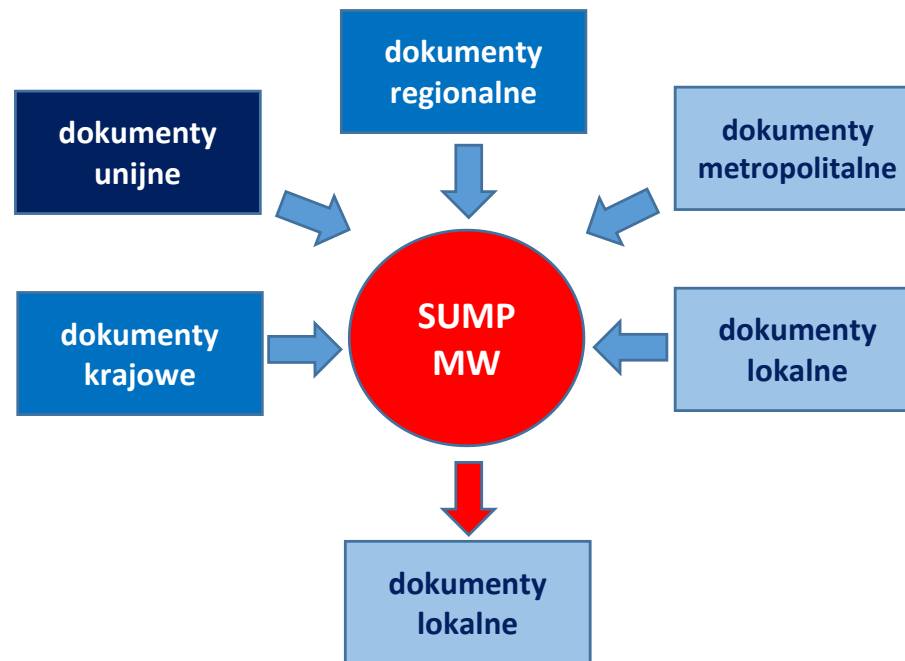 dokumenty
regionalne
dokumenty
unijne
dokumenty
metropolitalne
SUMP
MW
dokumenty
krajowe
dokumenty
lokalne
dokumenty
lokalne